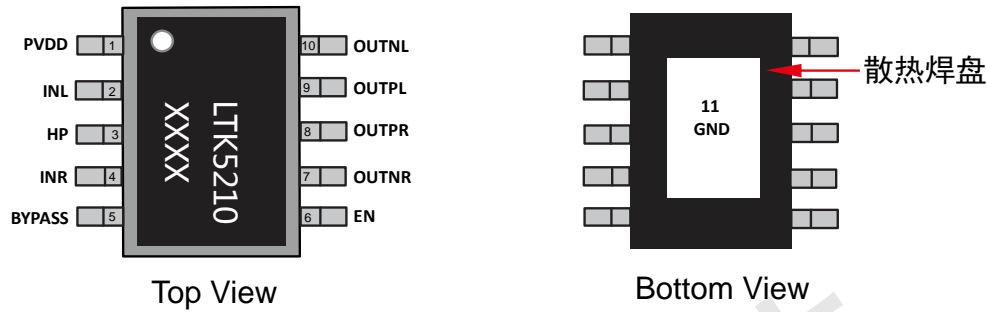 PVDD 1
INL 2
HP 3
INR 4
BYPASS 5
LTK5210
XXXX
10 OUTNL
9 OUTPL
8 OUTPR
7 OUTNR
6 EN
Top View
11
GND
散热焊盘
Bottom View